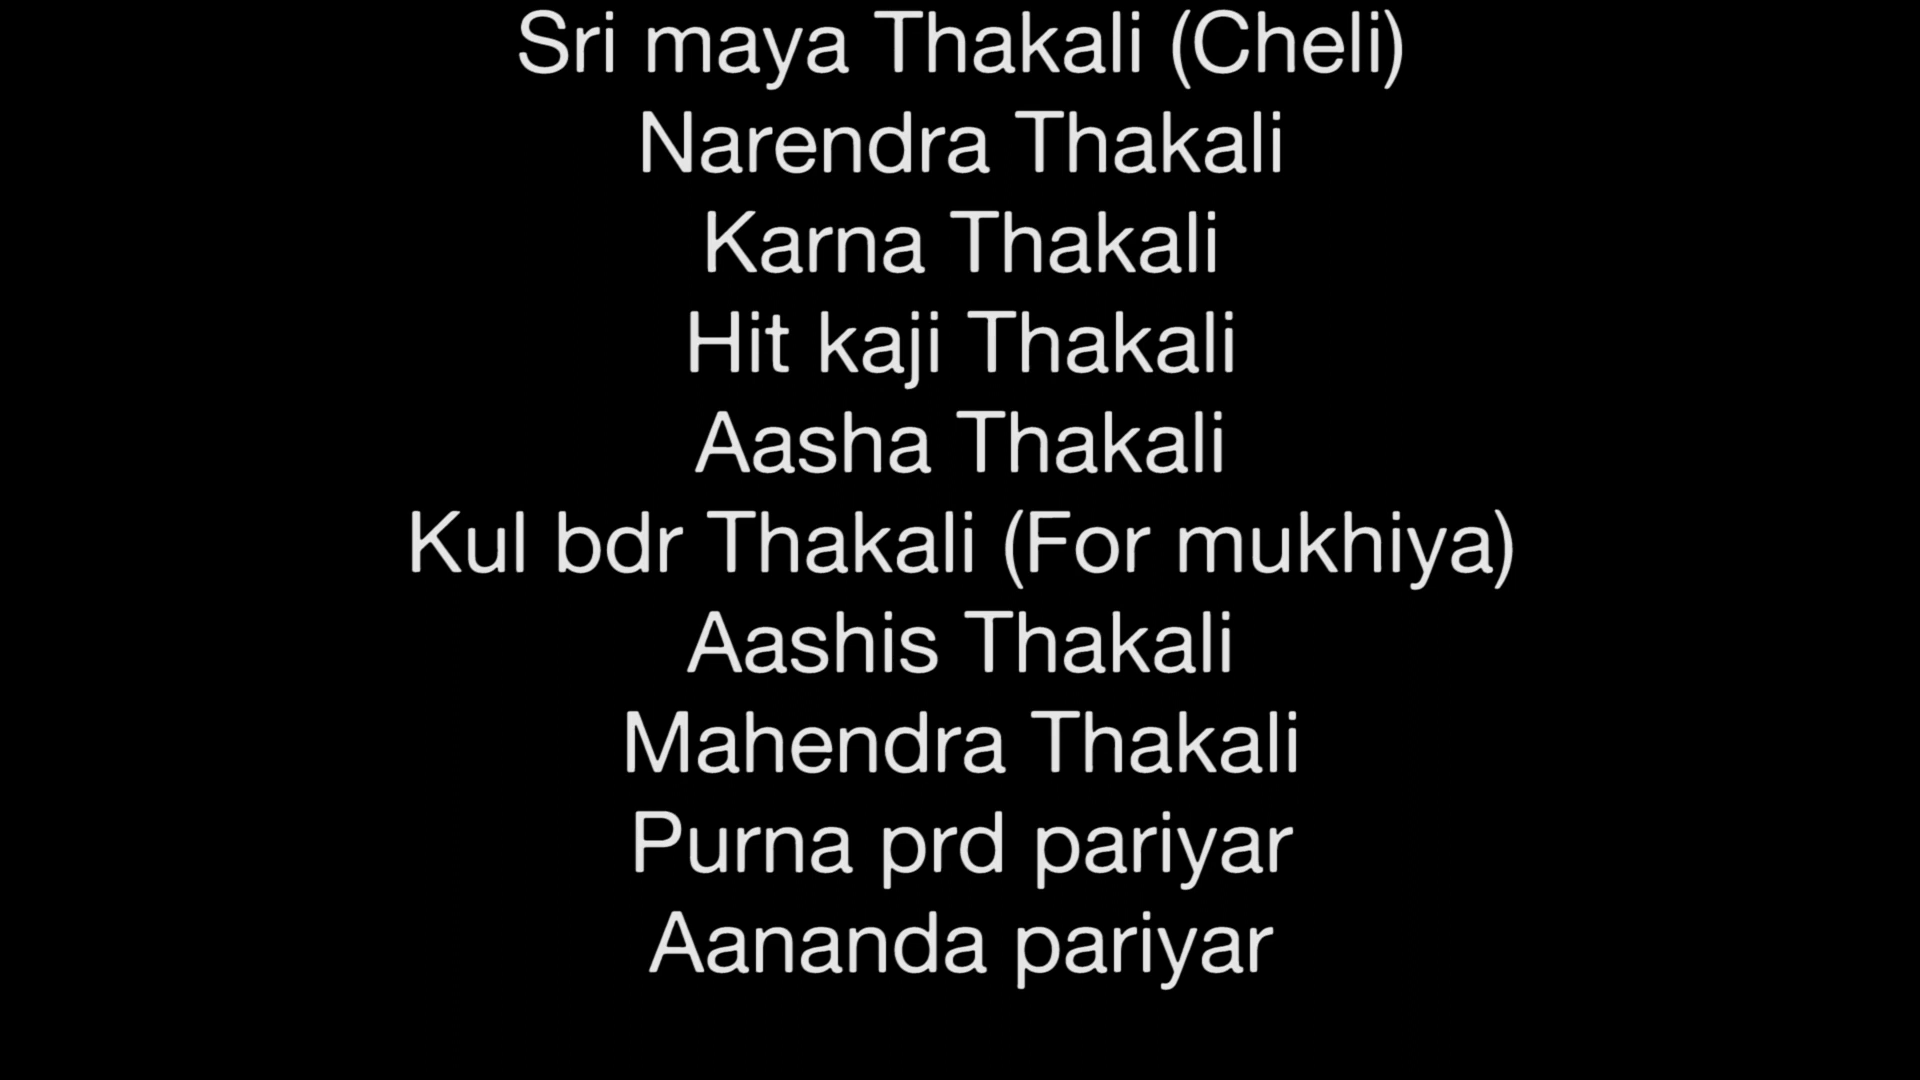 Sri maya Thakali (Cheli)
Narendra Thakali
Karna Thakali
Hit kaji Thakali
Aasha Thakali
Kul bdr Thakali (For mukhiya)
Aashis Thakali
Mahendra Thakali
Purna prd pariyar
Aananda pariyar